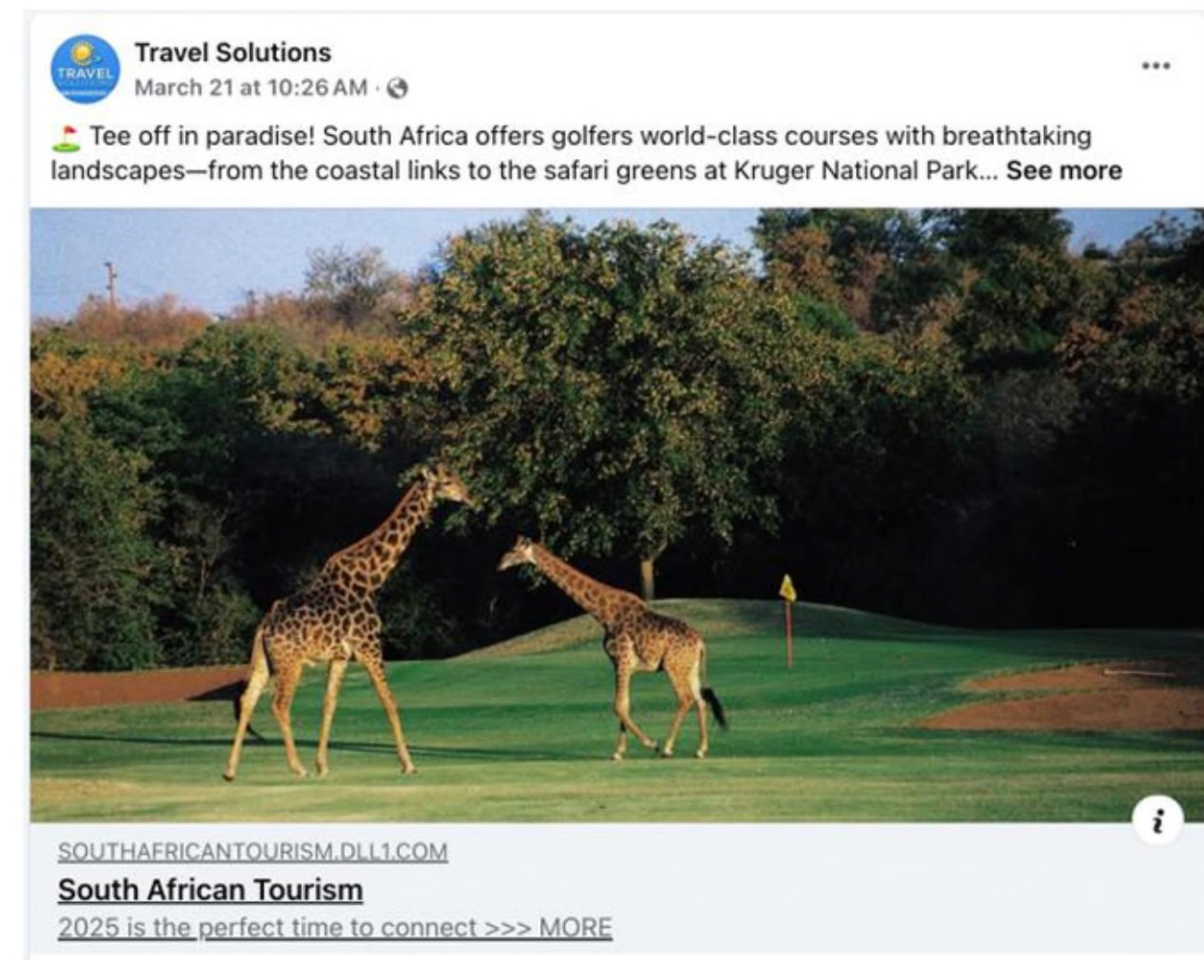 Travel Solutions
March 21 at 10:26 AM ·
TRAVEL
⛳ Tee off in paradise! South Africa offers golfers world-class courses with breathtaking
landscapes—from the coastal links to the safari greens at Kruger National Park... See more
i
SOUTHAFRICANTOURISM.DLL1.COM
South African Tourism
2025 is the perfect time to connect >>> MORE